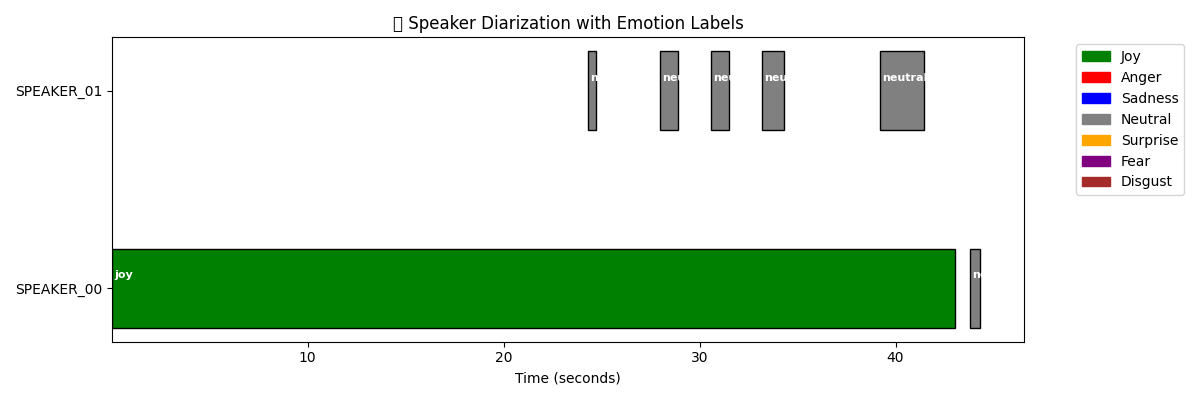 Speaker Diarization with Emotion Labels
SPEAKER_01
neutral
SPEAKER_00
joy
10 20 30 40
Time (seconds)
Joy
Anger
Sadness
Neutral
Surprise
Fear
Disgust